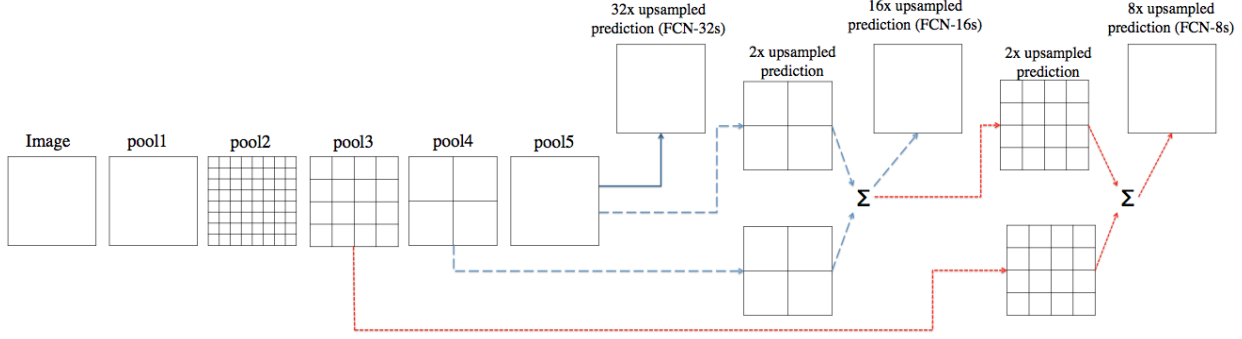 32x upsampled
prediction (FCN-32s)
16x upsampled
prediction (FCN-16s)
8x upsampled
prediction (FCN-8s)
2x upsampled
prediction
2x upsampled
prediction
Image
pool1
pool2
pool3
pool4
pool5
Σ
Σ